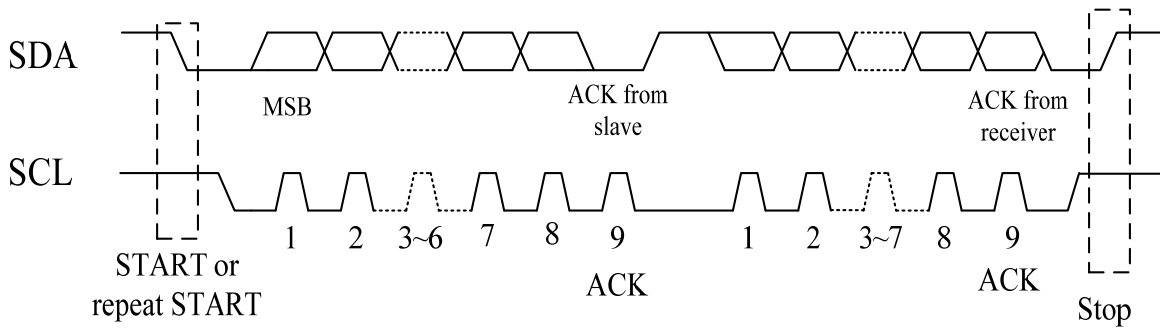 SDA
MSB
ACK from
slave
ACK from
receiver
SCL
1 2 3~6 7 8 9 1 2 3~7 8 9
START or
repeat START
ACK
ACK
Stop